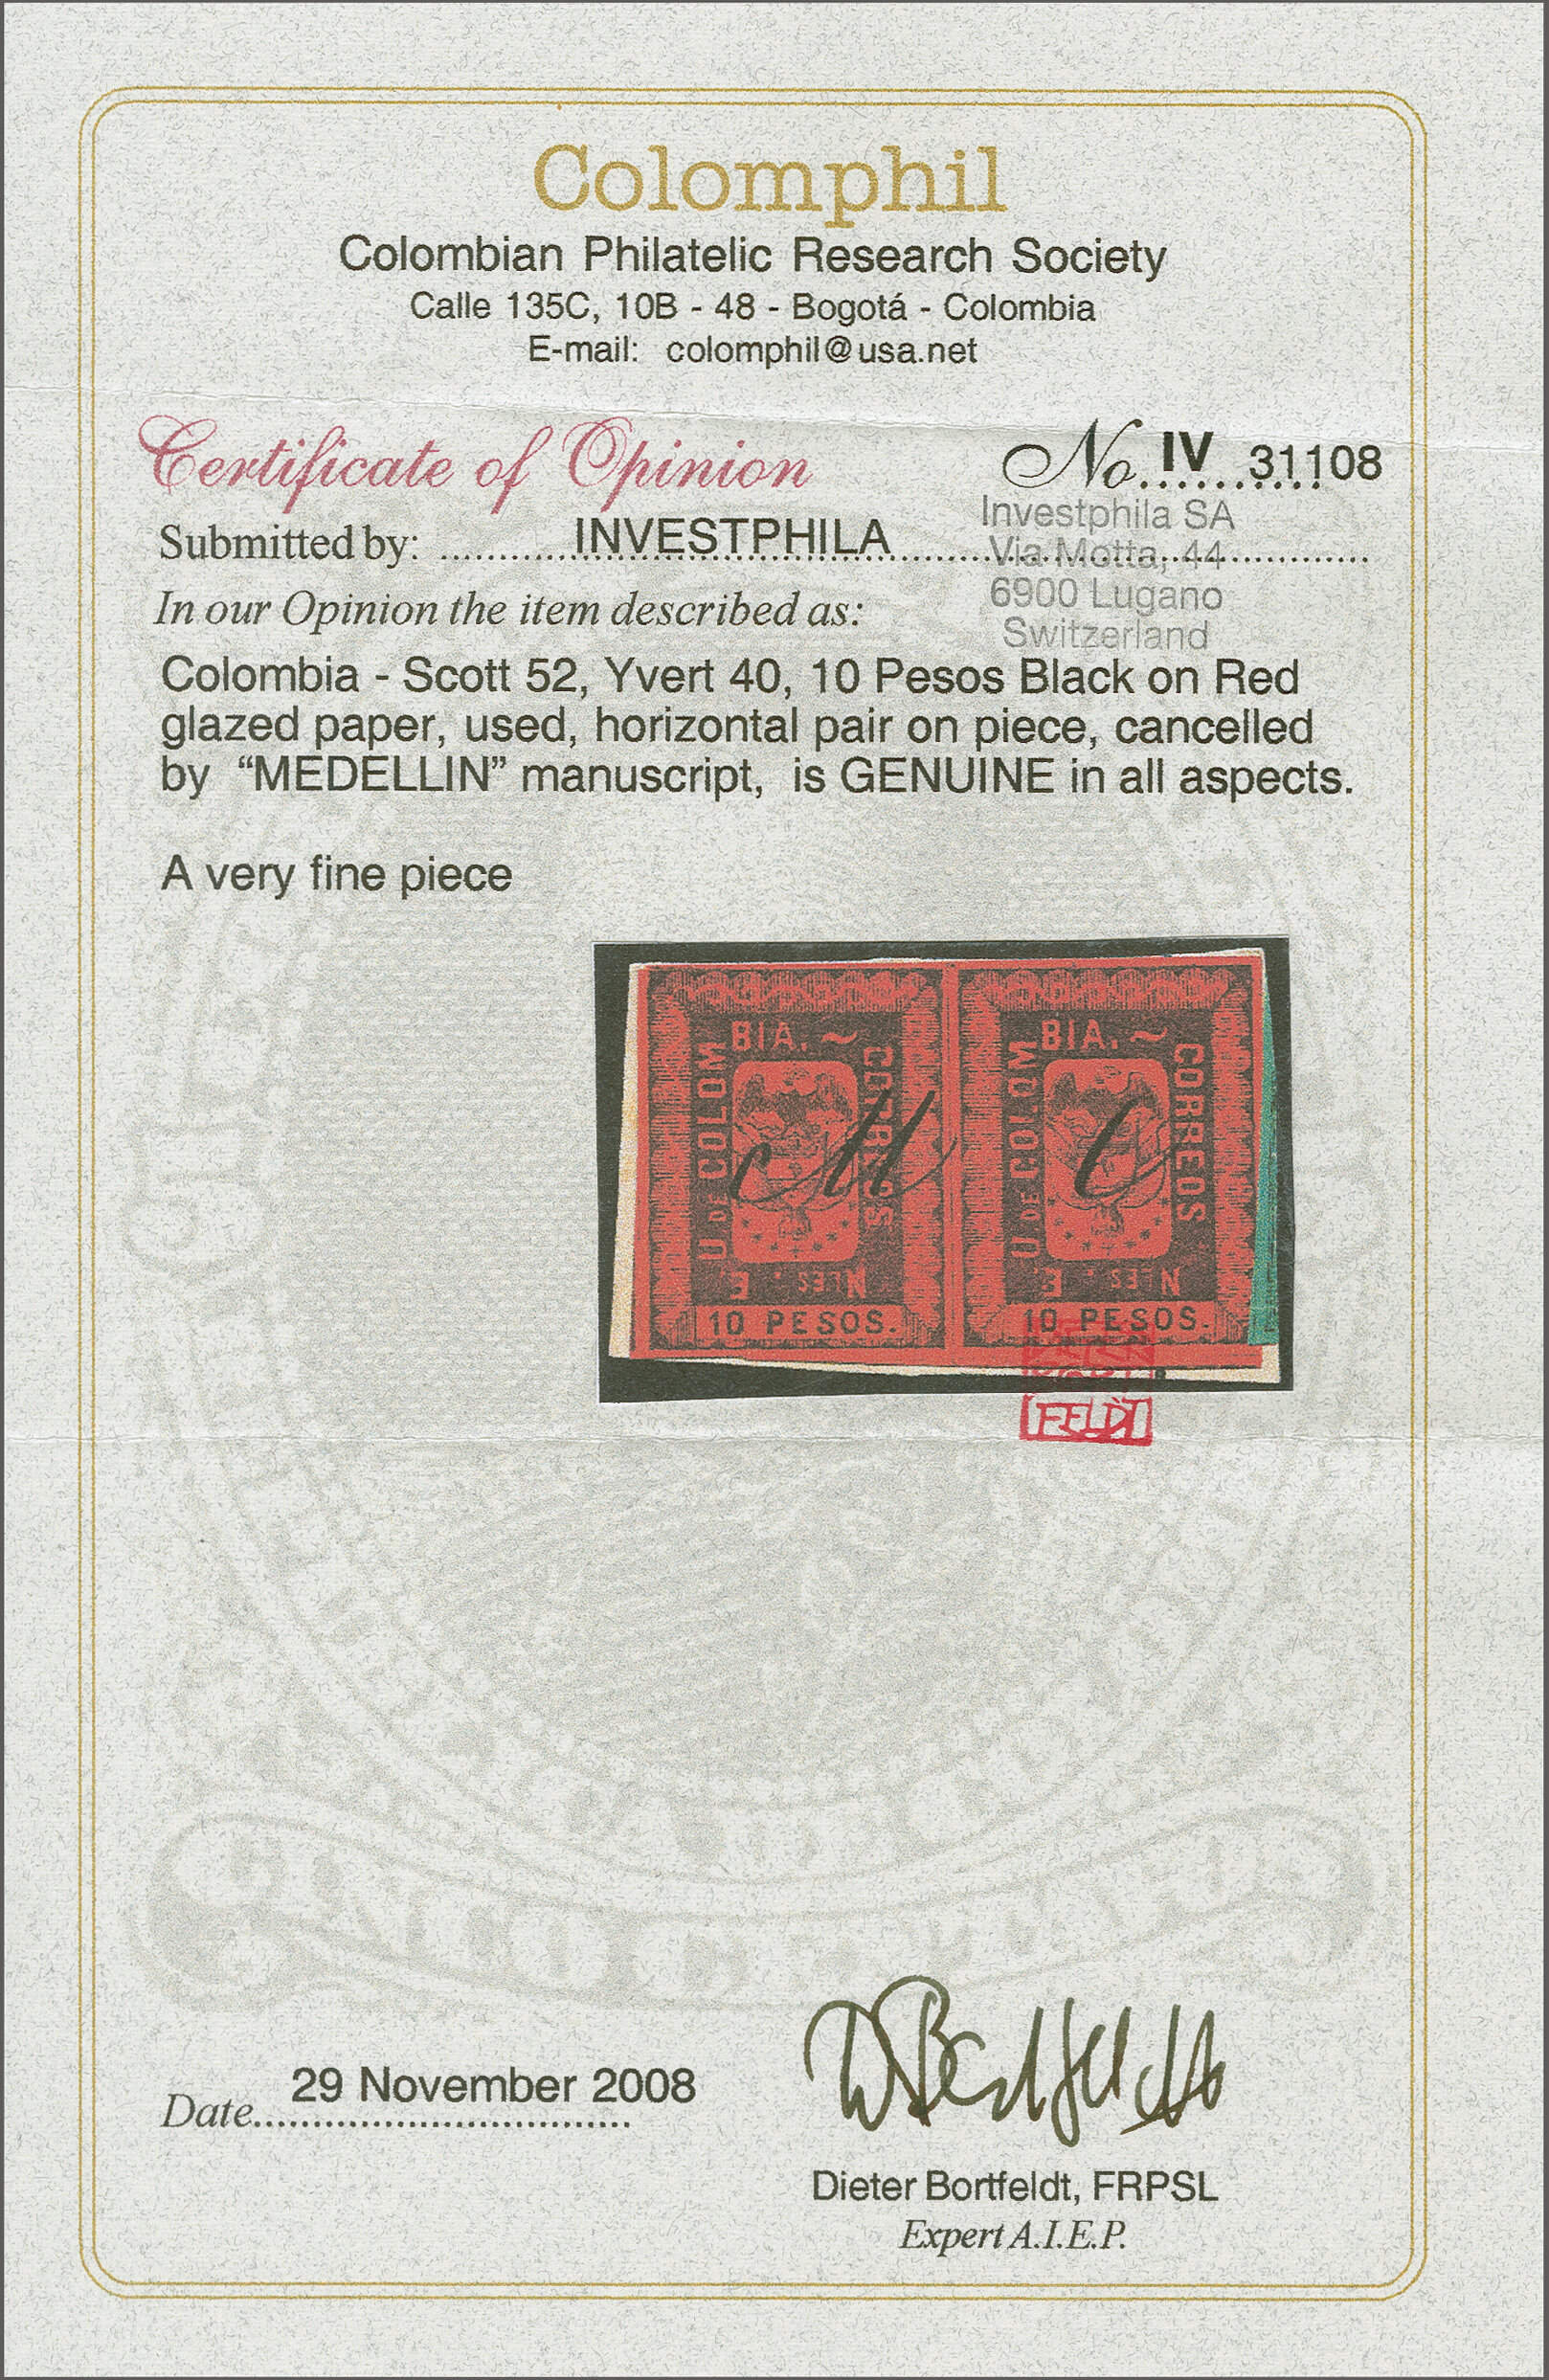 Colomphil
Colombian Philatelic Research Society
Calle 135C, 10B - 48 - Bogotá - Colombia
E-mail: colomphil@usa.net
Certificate of Opinion
No. IV 31108
Submitted by: INVESTPHILA
Investphila SA
Via Motta, 44
6900 Lugano
Switzerland
In our Opinion the item described as:
Colombia - Scott 52, Yvert 40, 10 Pesos Black on Red
glazed paper, used, horizontal pair on piece, cancelled
by “MEDELLIN” manuscript, is GENUINE in all aspects.
A very fine piece
E. U DE COLOM BIA. ~ CORREOS NLES.
10 PESOS.
E. U DE COLOM BIA. ~ CORREOS NLES.
10 PESOS.
M
FELDT
Date 29 November 2008
Dieter Bortfeldt, FRPSL
Expert A.I.E.P.